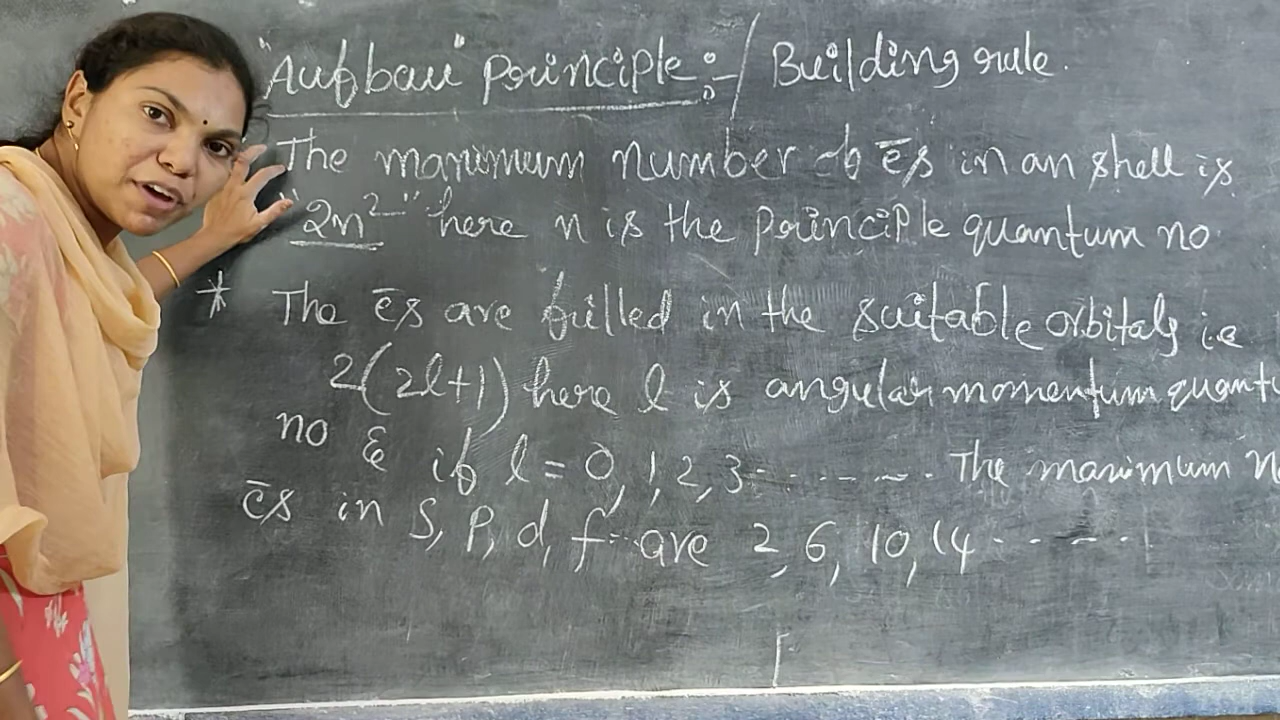 "Aufbau" Principle :- / Building rule.
The maximum number of ēs in an shell is
"2n²" here n is the principle quantum no.
* The ēs are filled in the suitable orbitals i.e
2(2l+1) here l is angular momentum quantu
no & if l = 0, 1, 2, 3 - - - - - - . The maximum n
ēs in S, P, d, f - are 2, 6, 10, 14 - - - - -